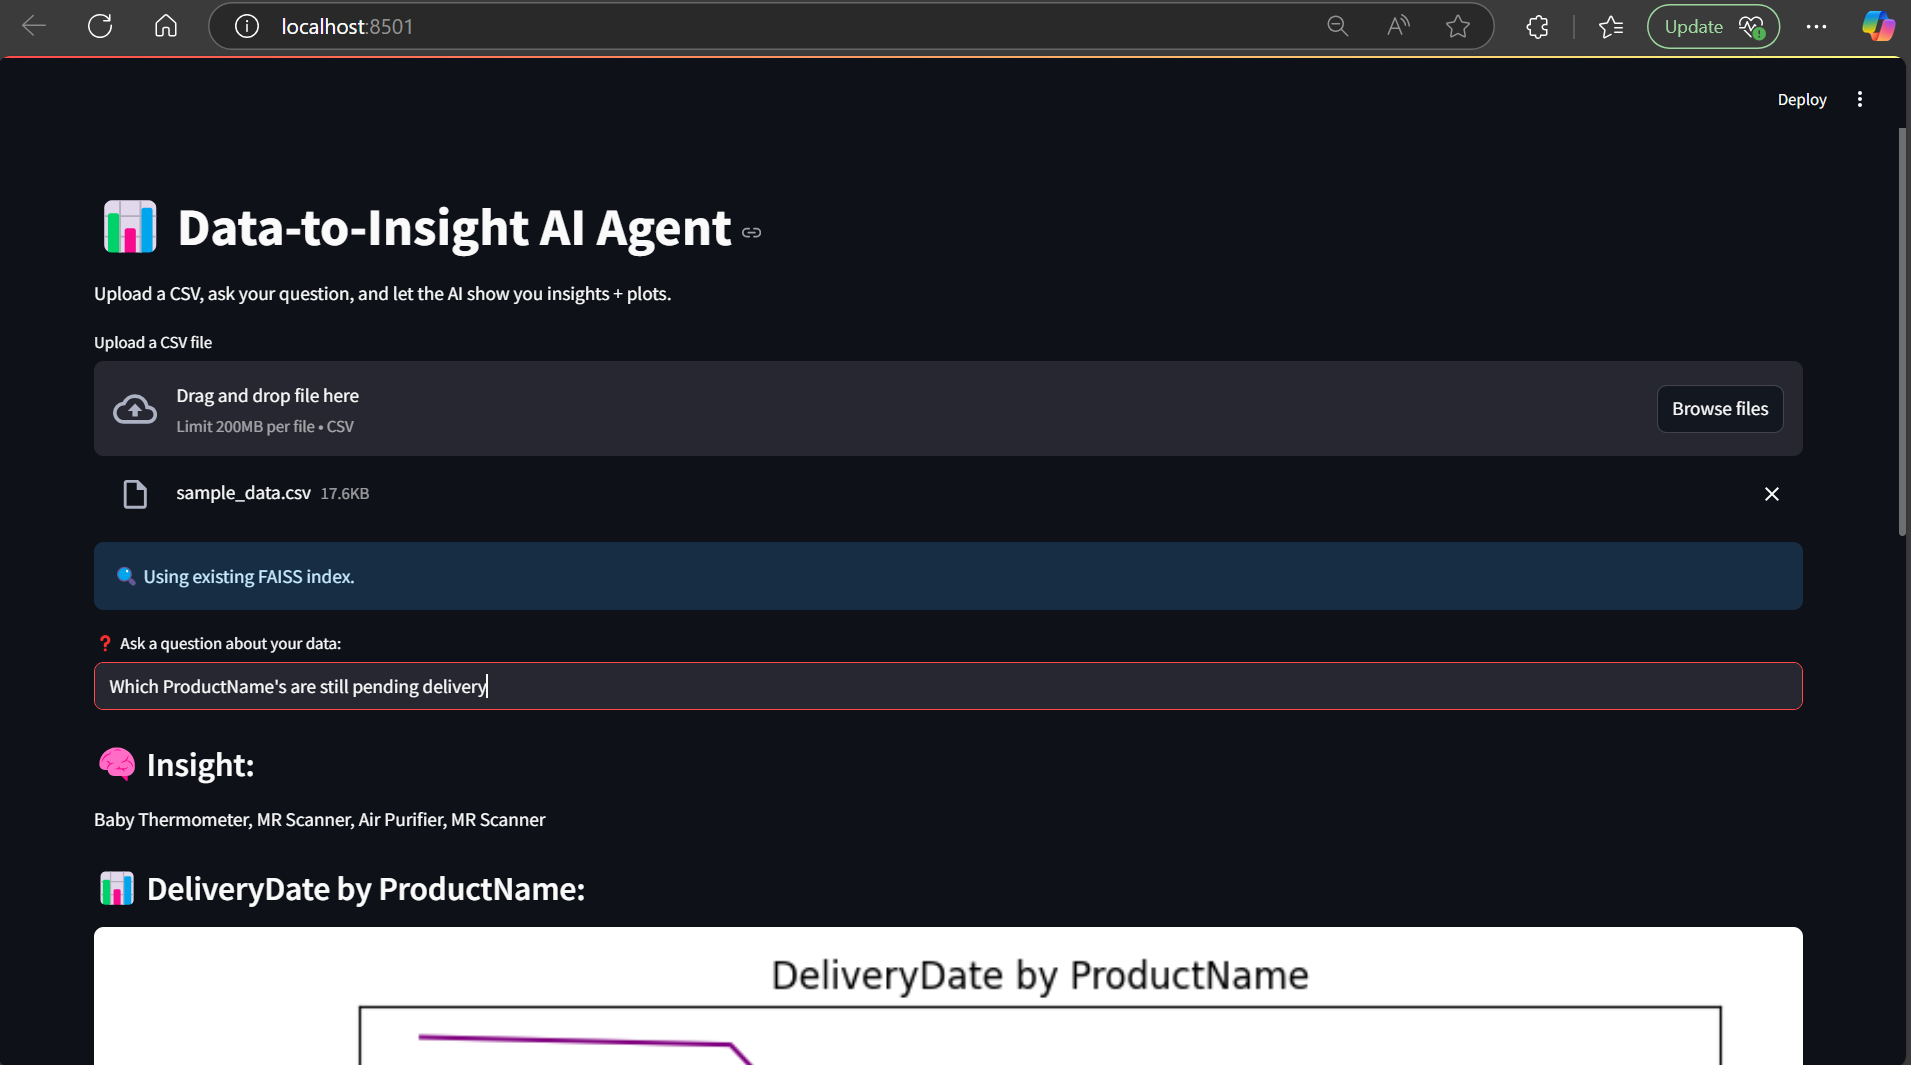 localhost:8501
Update
Deploy
Data-to-Insight AI Agent
Upload a CSV, ask your question, and let the AI show you insights + plots.
Upload a CSV file
Drag and drop file here
Limit 200MB per file • CSV
Browse files
sample_data.csv 17.6KB
Using existing FAISS index.
❓ Ask a question about your data:
Which ProductName's are still pending delivery
Insight:
Baby Thermometer, MR Scanner, Air Purifier, MR Scanner
DeliveryDate by ProductName:
DeliveryDate by ProductName